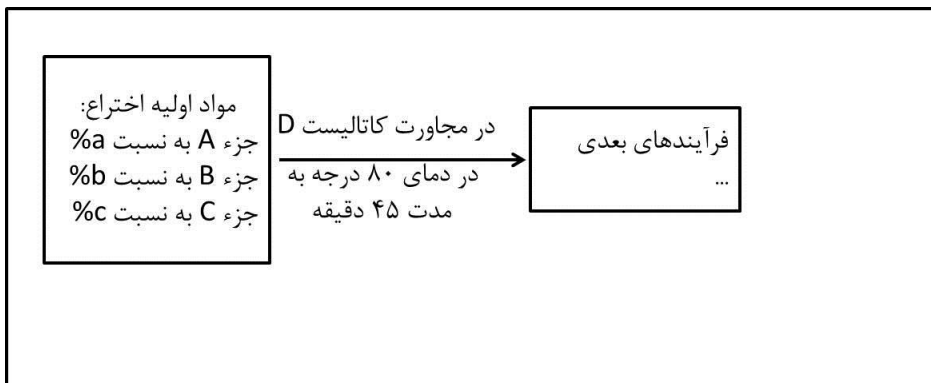 مواد اولیه اختراع:
جزء A به نسبت a%
جزء B به نسبت b%
جزء C به نسبت c%
در مجاورت کاتالیست D
در دمای ۸۰ درجه به
مدت ۴۵ دقیقه
فرآیندهای بعدی
...